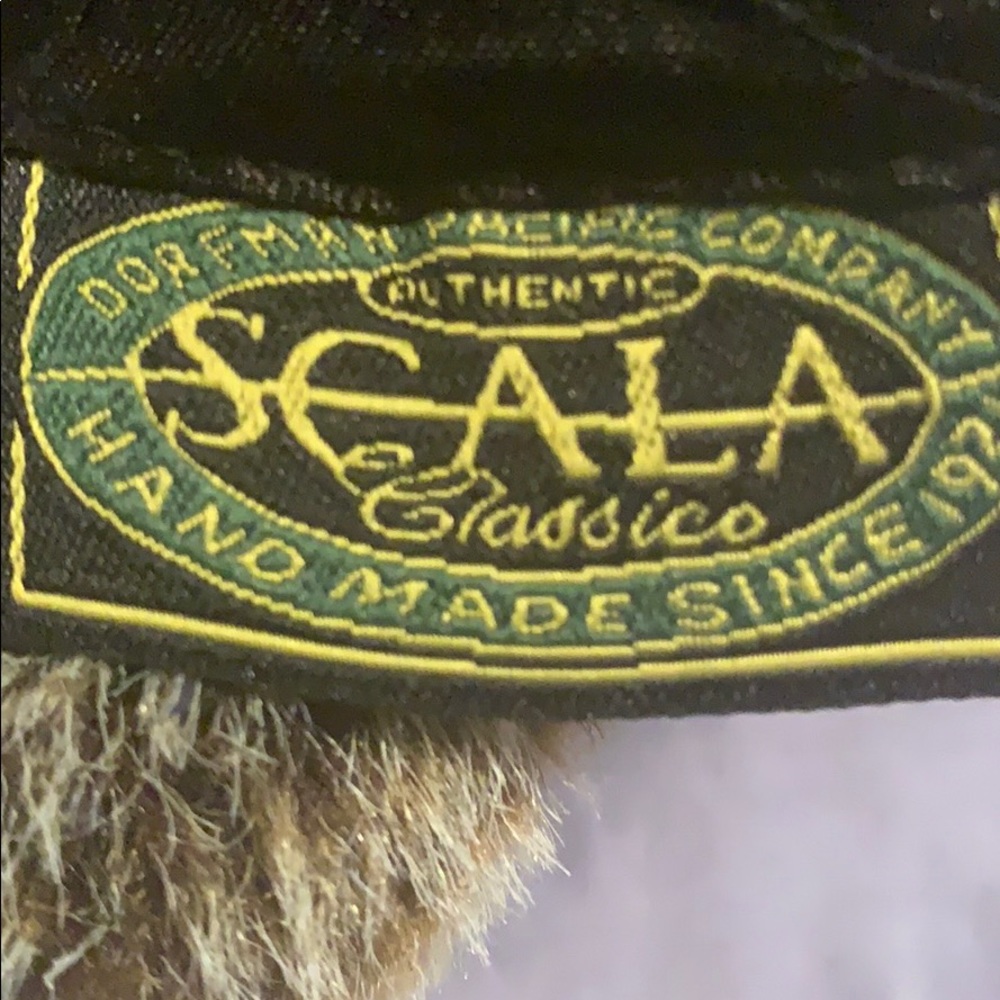 DORFMAN PACIFIC COMPANY
AUTHENTIC
SCALA
Classico
HAND MADE SINCE